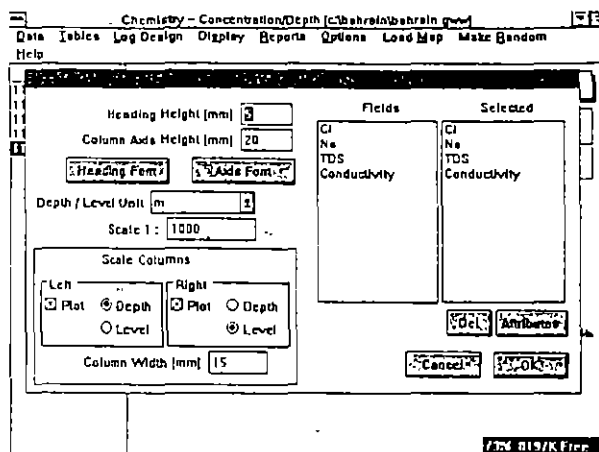 Chemistry – Concentration/Depth [c:\bahrain\bahrain.gww]
Data Tables Log Design Display Reports Options Load Map Make Random
Help
Heading Height [mm]
Column Axis Height [mm] 20
Heading Font Axis Font
Depth / Level Unit m
Scale 1 : 1000
Scale Columns
Left Right
Plot Depth Plot Depth
Level Level
Column Width [mm] 15
Fields Selected
Cl Cl
Na Na
TDS TDS
Conductivity Conductivity
Del. Attributes
Cancel OK
Free